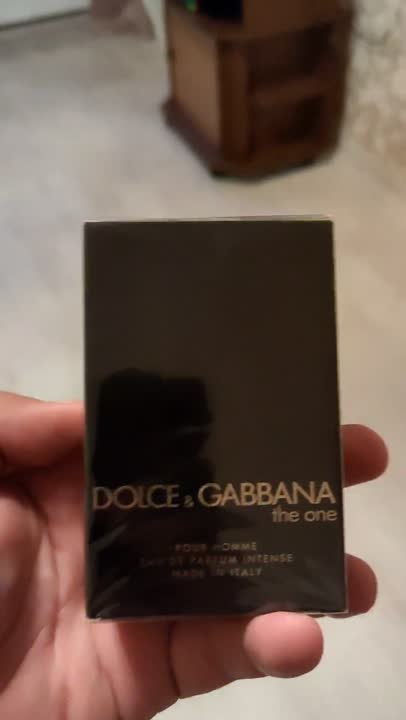 DOLCE & GABBANA
the one
POUR HOMME
EAU DE PARFUM INTENSE
MADE IN ITALY